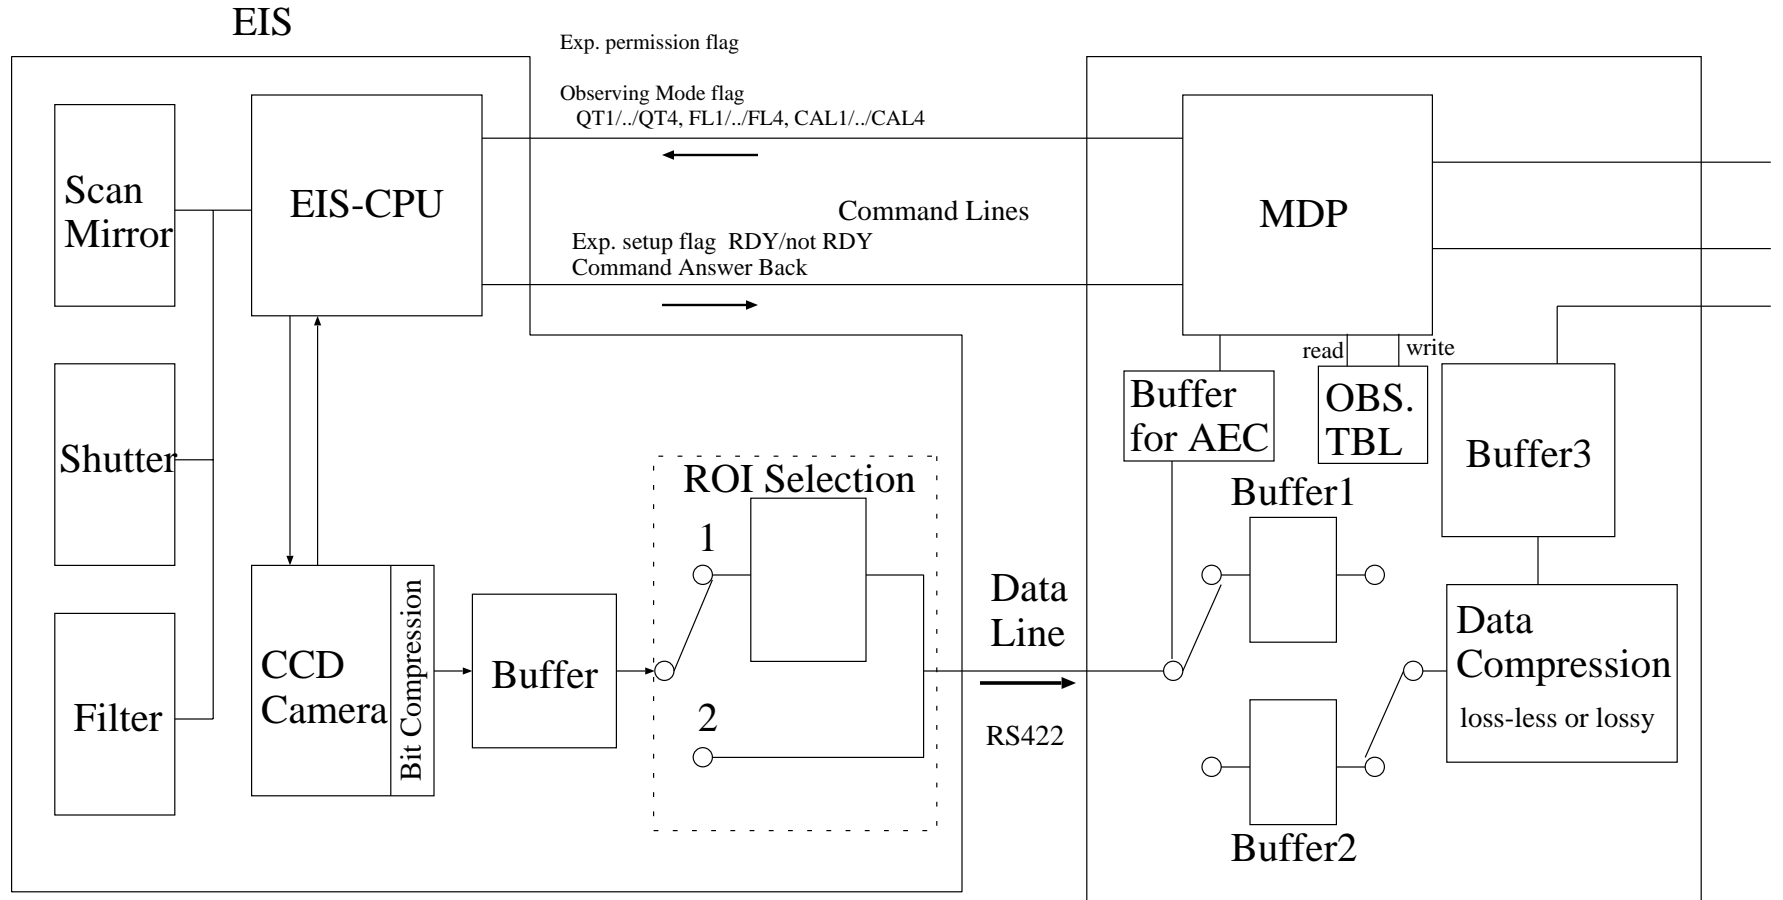 EIS
Exp. permission flag
Observing Mode flag
QT1/../QT4, FL1/../FL4, CAL1/../CAL4
Scan
Mirror
EIS-CPU
Command Lines
MDP
Exp. setup flag RDY/not RDY
Command Answer Back
read
write
Buffer
for AEC
OBS.
TBL
Buffer3
Shutter
ROI Selection
Buffer1
1
Data
Line
Bit Compression
CCD
Camera
Buffer
Data
Compression
loss-less or lossy
Filter
2
RS422
Buffer2